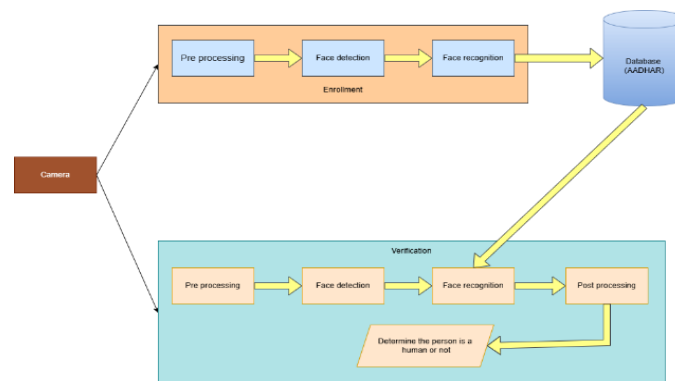 Pre processing
Face detection
Face recognition
Enrollment
Database
(AADHAR)
Camera
Verification
Pre processing
Face detection
Face recognition
Post processing
Determine the person is a
human or not